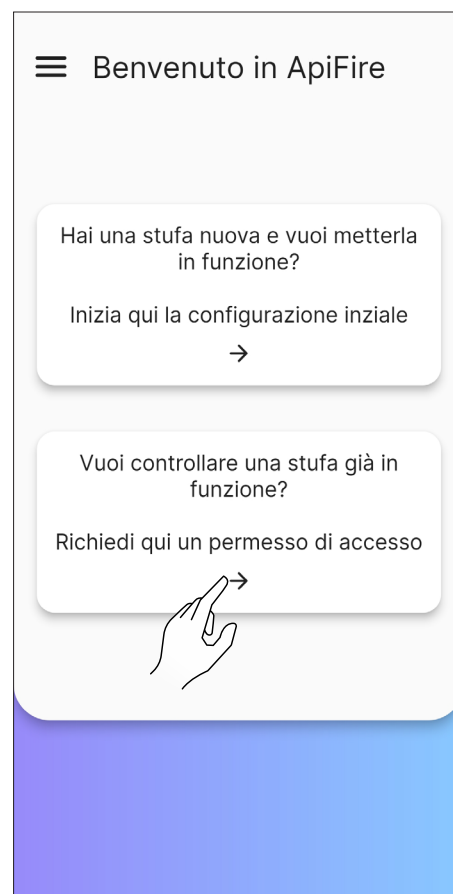 Benvenuto in ApiFire
Hai una stufa nuova e vuoi metterla
in funzione?
Inizia qui la configurazione inziale
Vuoi controllare una stufa già in
funzione?
Richiedi qui un permesso di accesso